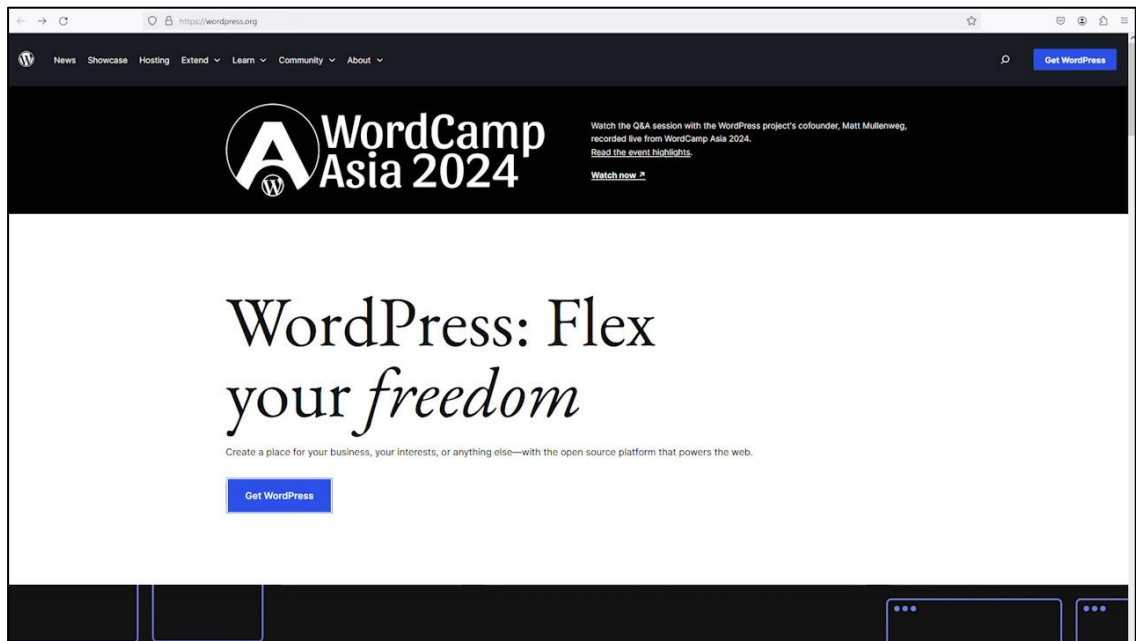 https://wordpress.org
News Showcase Hosting Extend Learn Community About
Get WordPress
WordCamp
Asia 2024
Watch the Q&A session with the WordPress project's cofounder, Matt Mullenweg,
recorded live from WordCamp Asia 2024.
Read the event highlights.
Watch now ↗
WordPress: Flex
your freedom
Create a place for your business, your interests, or anything else—with the open source platform that powers the web.
Get WordPress